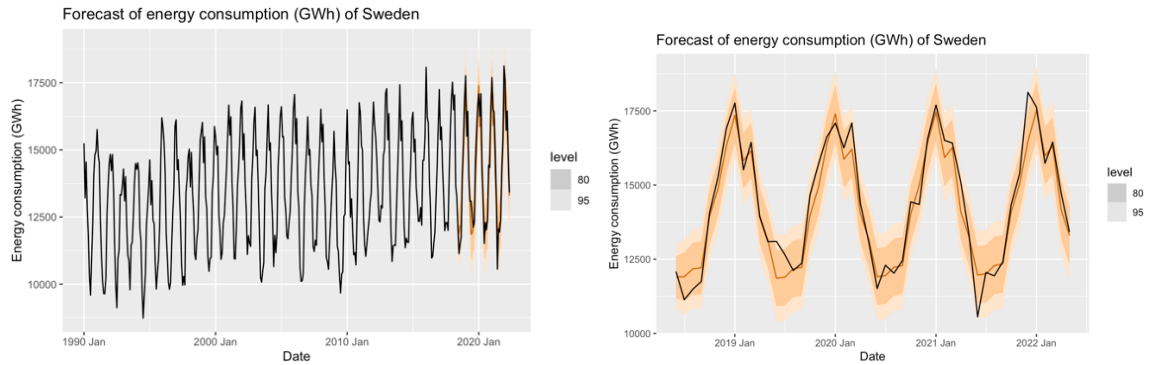 Forecast of energy consumption (GWh) of Sweden
Energy consumption (GWh)
17500
15000
12500
10000
1990 Jan
2000 Jan
2010 Jan
2020 Jan
Date
level
80
95
Forecast of energy consumption (GWh) of Sweden
Energy consumption (GWh)
17500
15000
12500
10000
2019 Jan
2020 Jan
2021 Jan
2022 Jan
Date
level
80
95